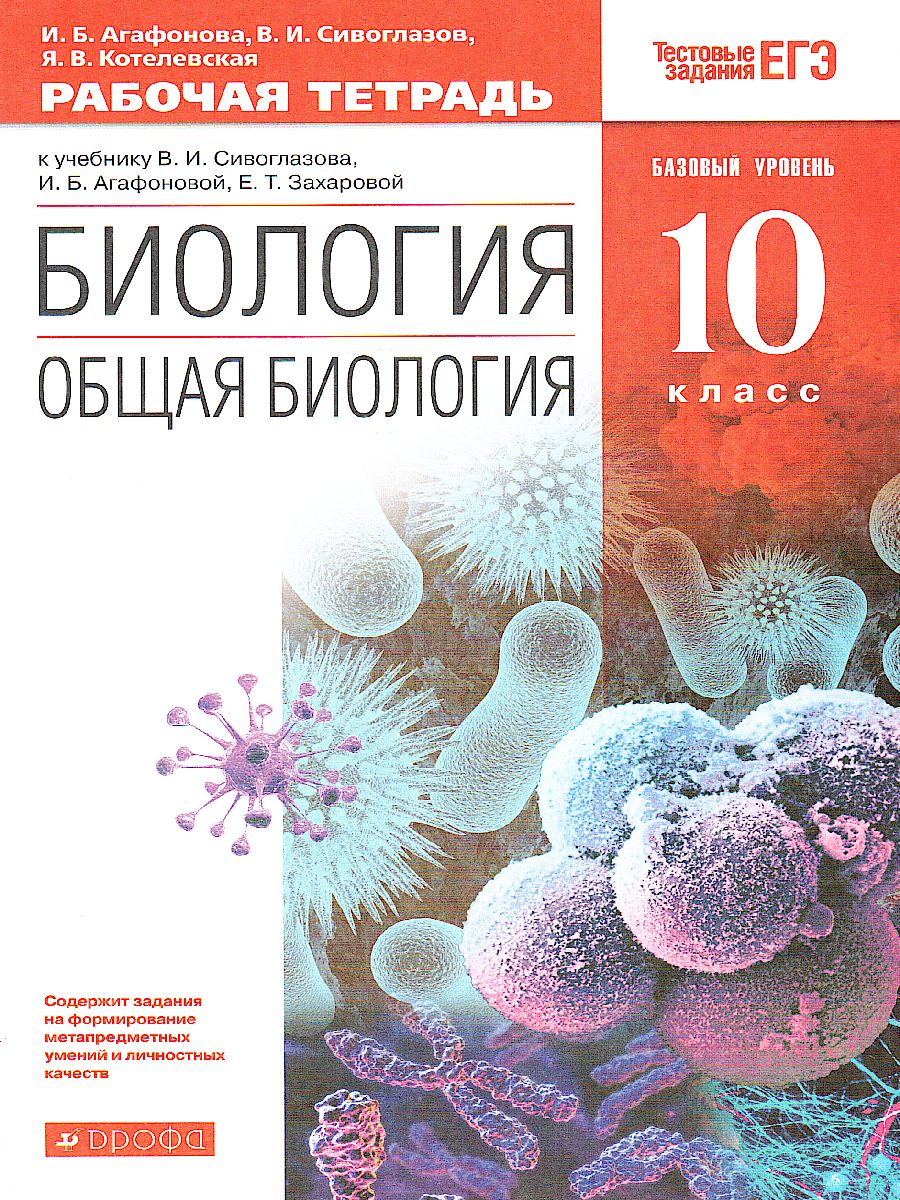 И. Б. Агафонова, В. И. Сивоглазов,
Я. В. Котелевская
РАБОЧАЯ ТЕТРАДЬ
Тестовые
задания ЕГЭ
к учебнику В. И. Сивоглазова,
И. Б. Агафоновой, Е. Т. Захаровой
БАЗОВЫЙ УРОВЕНЬ
10
класс
БИОЛОГИЯ
ОБЩАЯ БИОЛОГИЯ
Содержит задания
на формирование
метапредметных
умений и личностных
качеств
ДРОФА